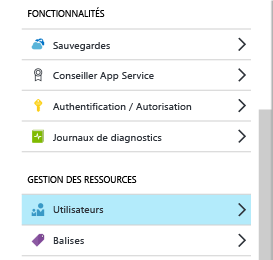 FONCTIONNALITÉS
Sauvegardes
Conseiller App Service
Authentification / Autorisation
Journaux de diagnostics
GESTION DES RESSOURCES
Utilisateurs
Balises